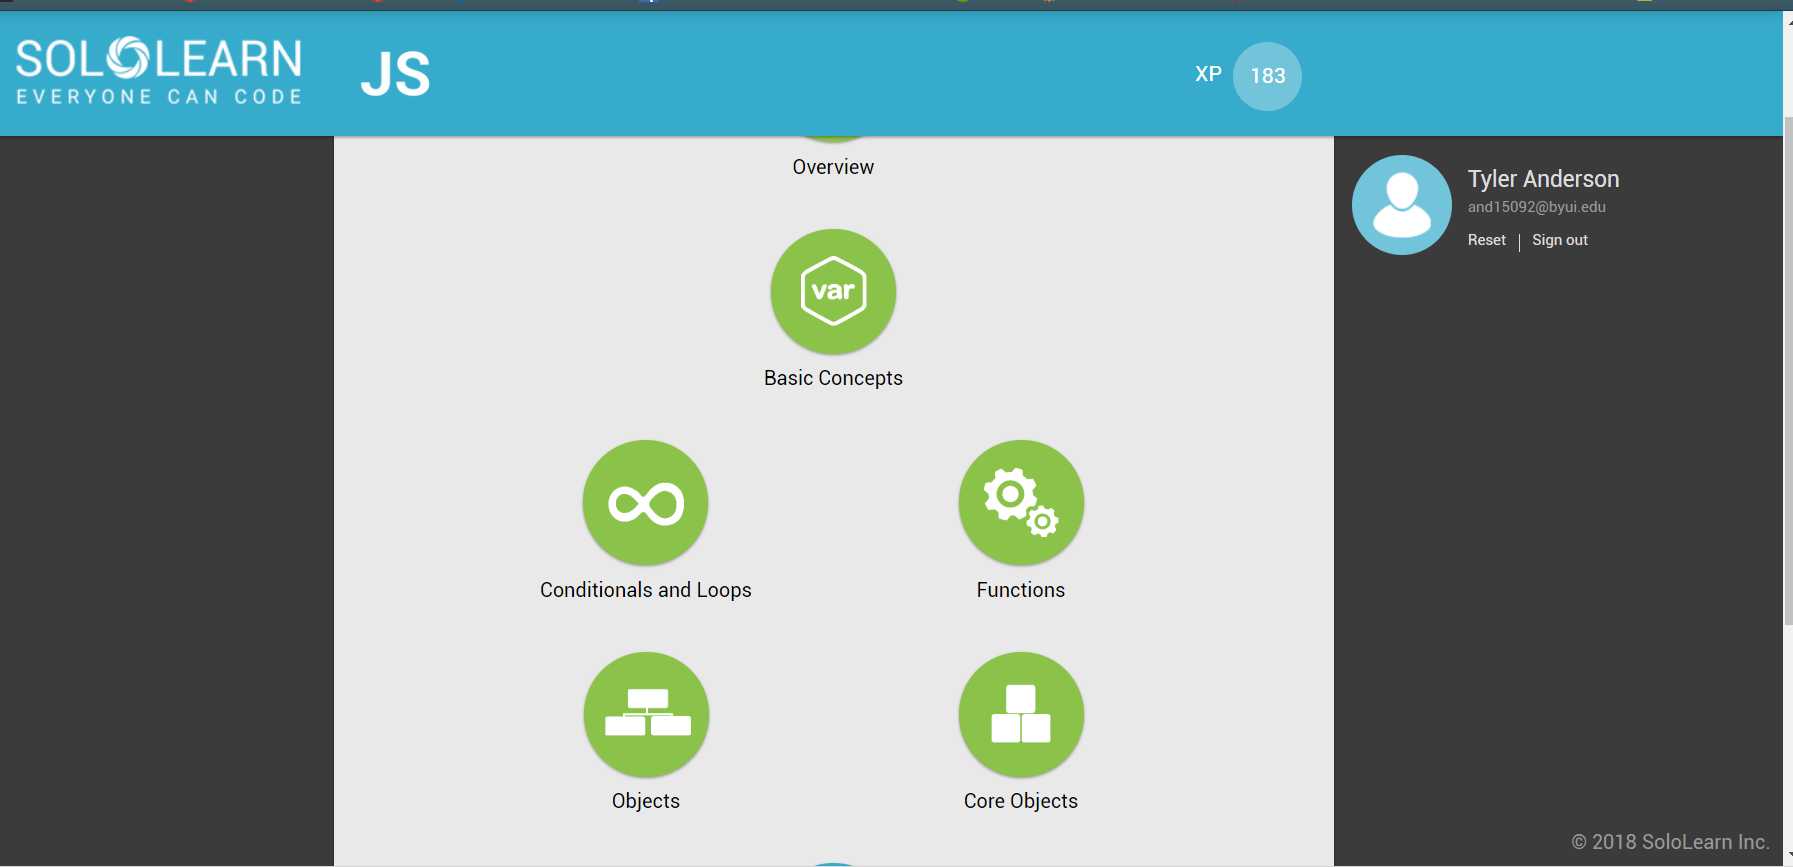 SOLOLEARN
EVERYONE CAN CODE
JS
XP 183
Overview
Tyler Anderson
and15092@byui.edu
Reset | Sign out
var
Basic Concepts
Conditionals and Loops
Functions
Objects
Core Objects
© 2018 SoloLearn Inc.